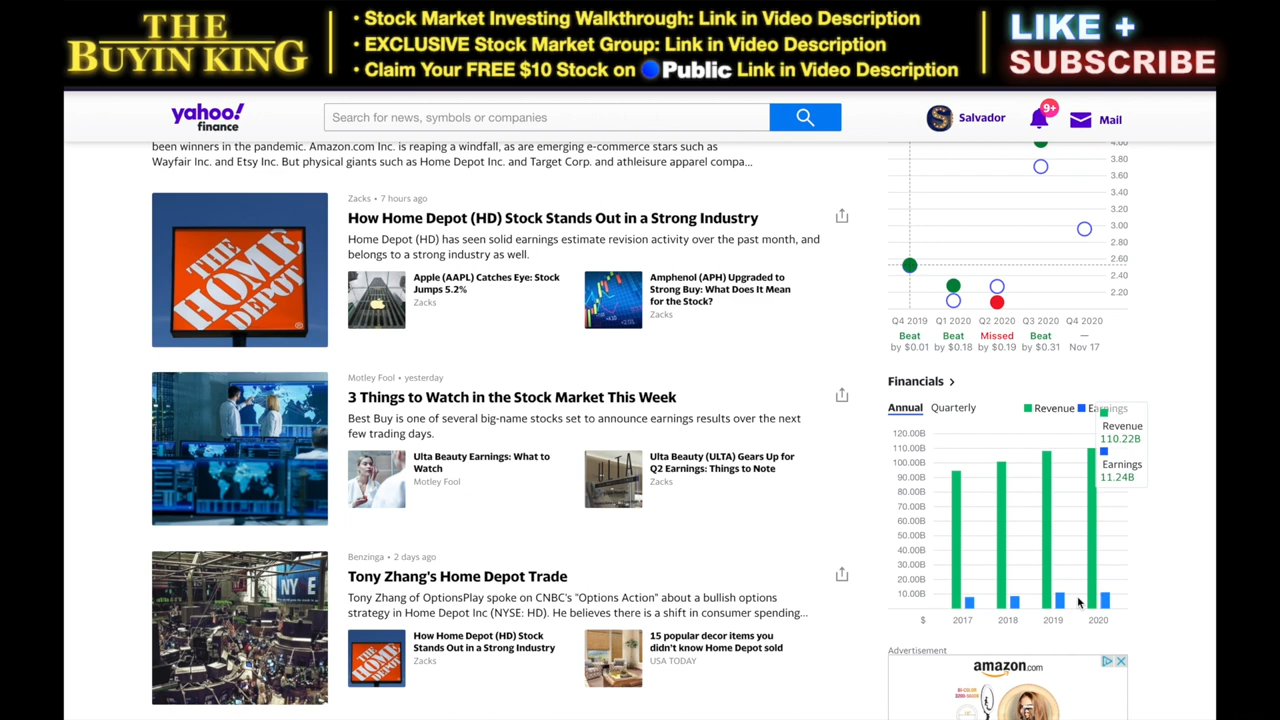 THE
BUYIN KING
• Stock Market Investing Walkthrough: Link in Video Description
• EXCLUSIVE Stock Market Group: Link in Video Description
• Claim Your FREE $10 Stock on Public Link in Video Description
LIKE +
SUBSCRIBE
yahoo!
finance
Search for news, symbols or companies
Salvador
9+
Mail
been winners in the pandemic. Amazon.com Inc. is reaping a windfall, as are emerging e-commerce stars such as
Wayfair Inc. and Etsy Inc. But physical giants such as Home Depot Inc. and Target Corp. and athleisure apparel compa...
Zacks • 7 hours ago
How Home Depot (HD) Stock Stands Out in a Strong Industry
Home Depot (HD) has seen solid earnings estimate revision activity over the past month, and
belongs to a strong industry as well.
THE
HOME
DEPOT
Apple (AAPL) Catches Eye: Stock
Jumps 5.2%
Zacks
Amphenol (APH) Upgraded to
Strong Buy: What Does It Mean
for the Stock?
Zacks
Motley Fool • yesterday
3 Things to Watch in the Stock Market This Week
Best Buy is one of several big-name stocks set to announce earnings results over the next
few trading days.
Ulta Beauty Earnings: What to
Watch
Motley Fool
ULTA
Ulta Beauty (ULTA) Gears Up for
Q2 Earnings: Things to Note
Zacks
Benzinga • 2 days ago
Tony Zhang's Home Depot Trade
Tony Zhang of OptionsPlay spoke on CNBC's "Options Action" about a bullish options
strategy in Home Depot Inc (NYSE: HD). He believes there is a shift in consumer spending...
NY E
How Home Depot (HD) Stock
Stands Out in a Strong Industry
Zacks
15 popular decor items you
didn't know Home Depot sold
USA TODAY
4.00
3.80
3.60
3.40
3.20
3.00
2.80
2.60
2.40
2.20
Q4 2019 Q1 2020 Q2 2020 Q3 2020 Q4 2020
Beat Beat Missed Beat —
by $0.01 by $0.18 by $0.19 by $0.31 Nov 17
Financials
Annual Quarterly Revenue Earnings
Revenue
110.22B
Earnings
11.24B
120.00B
110.00B
100.00B
90.00B
80.00B
70.00B
60.00B
50.00B
40.00B
30.00B
20.00B
10.00B
$ 2017 2018 2019 2020
Advertisement
amazon.com